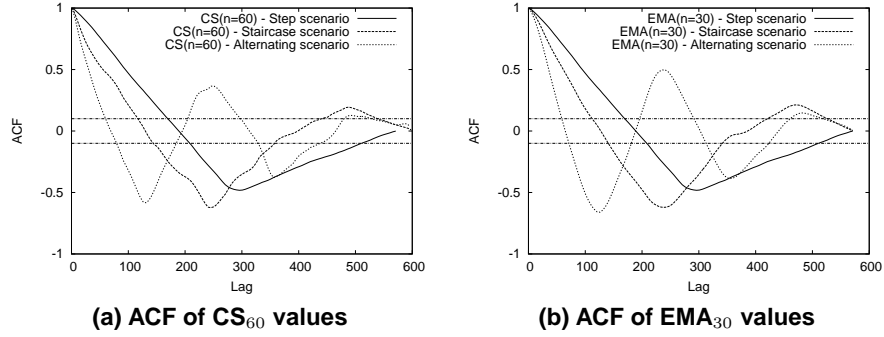 CS(n=60) - Step scenario
CS(n=60) - Staircase scenario
CS(n=60) - Alternating scenario
1
0.5
0
-0.5
-1
ACF
0 100 200 300 400 500 600
Lag
(a) ACF of CS₆₀ values
EMA(n=30) - Step scenario
EMA(n=30) - Staircase scenario
EMA(n=30) - Alternating scenario
1
0.5
0
-0.5
-1
ACF
0 100 200 300 400 500 600
Lag
(b) ACF of EMA₃₀ values